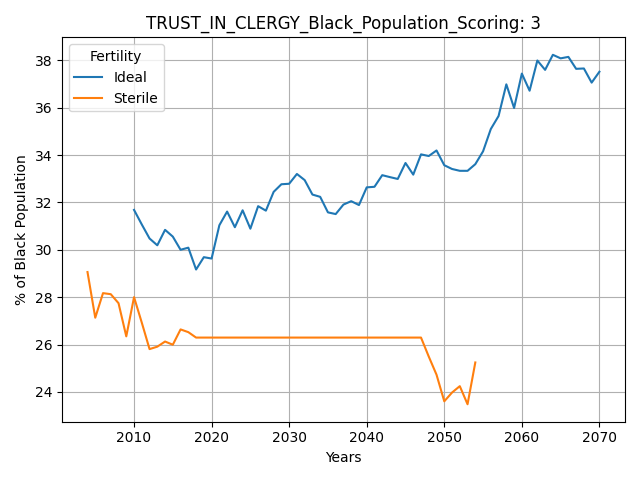 TRUST_IN_CLERGY_Black_Population_Scoring: 3
Fertility
Ideal
Sterile
% of Black Population
38
36
34
32
30
28
26
24
2010 2020 2030 2040 2050 2060 2070
Years